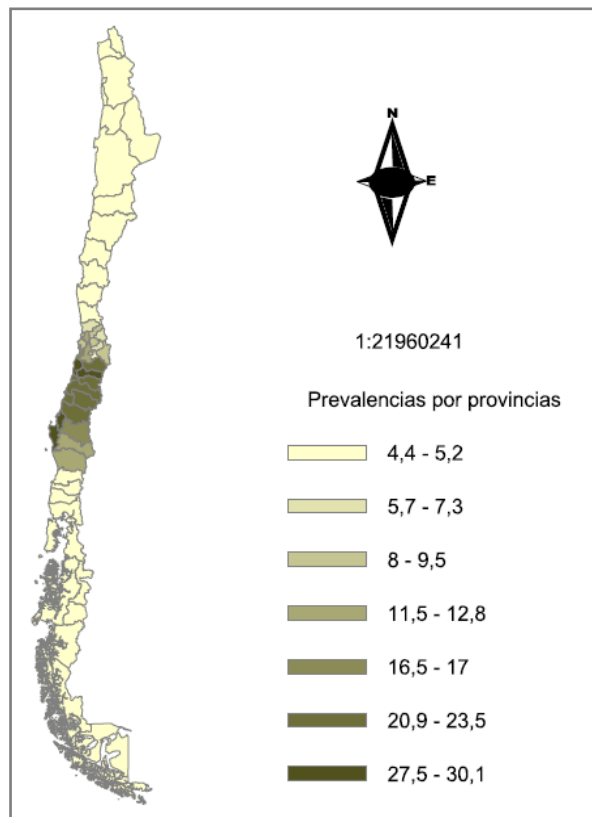 N
E
1:21960241
Prevalencias por provincias
4,4 - 5,2
5,7 - 7,3
8 - 9,5
11,5 - 12,8
16,5 - 17
20,9 - 23,5
27,5 - 30,1